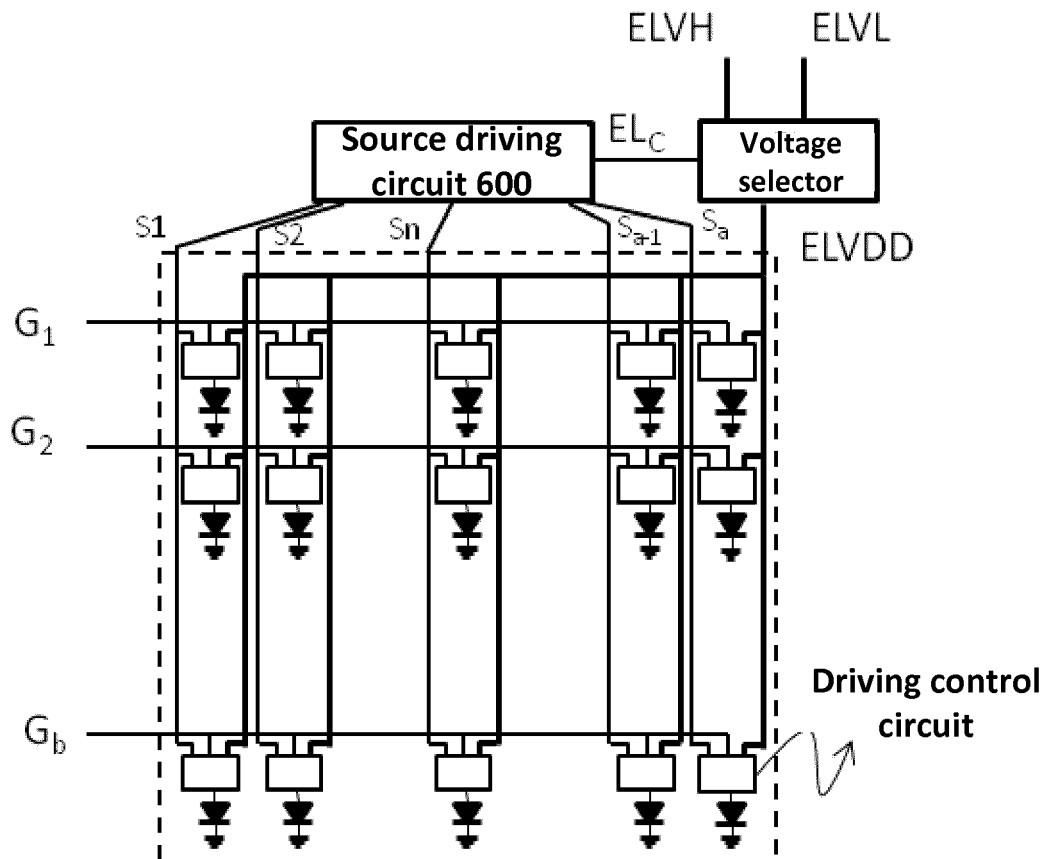 ELVH ELVL
Source driving
circuit 600
EL_C
Voltage
selector
S1 S2 Sn S_a-1 S_a
ELVDD
G_1
G_2
G_b
Driving control
circuit